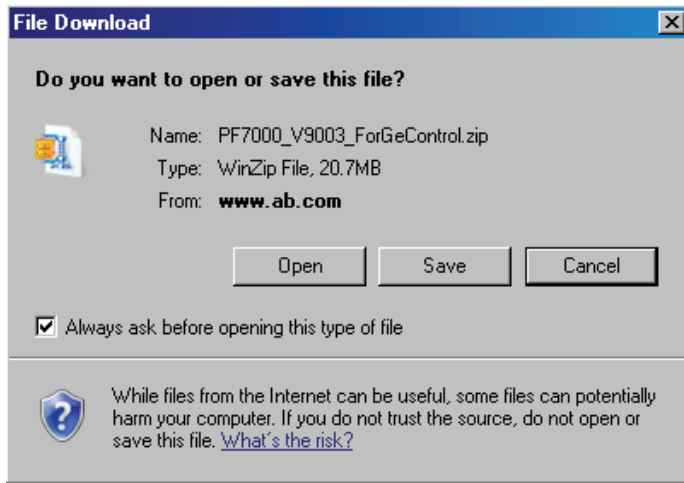 File Download
Do you want to open or save this file?
Name: PF7000_V9003_ForGeControl.zip
Type: WinZip File, 20.7MB
From: www.ab.com
Open Save Cancel
Always ask before opening this type of file
While files from the Internet can be useful, some files can potentially
harm your computer. If you do not trust the source, do not open or
save this file. What's the risk?